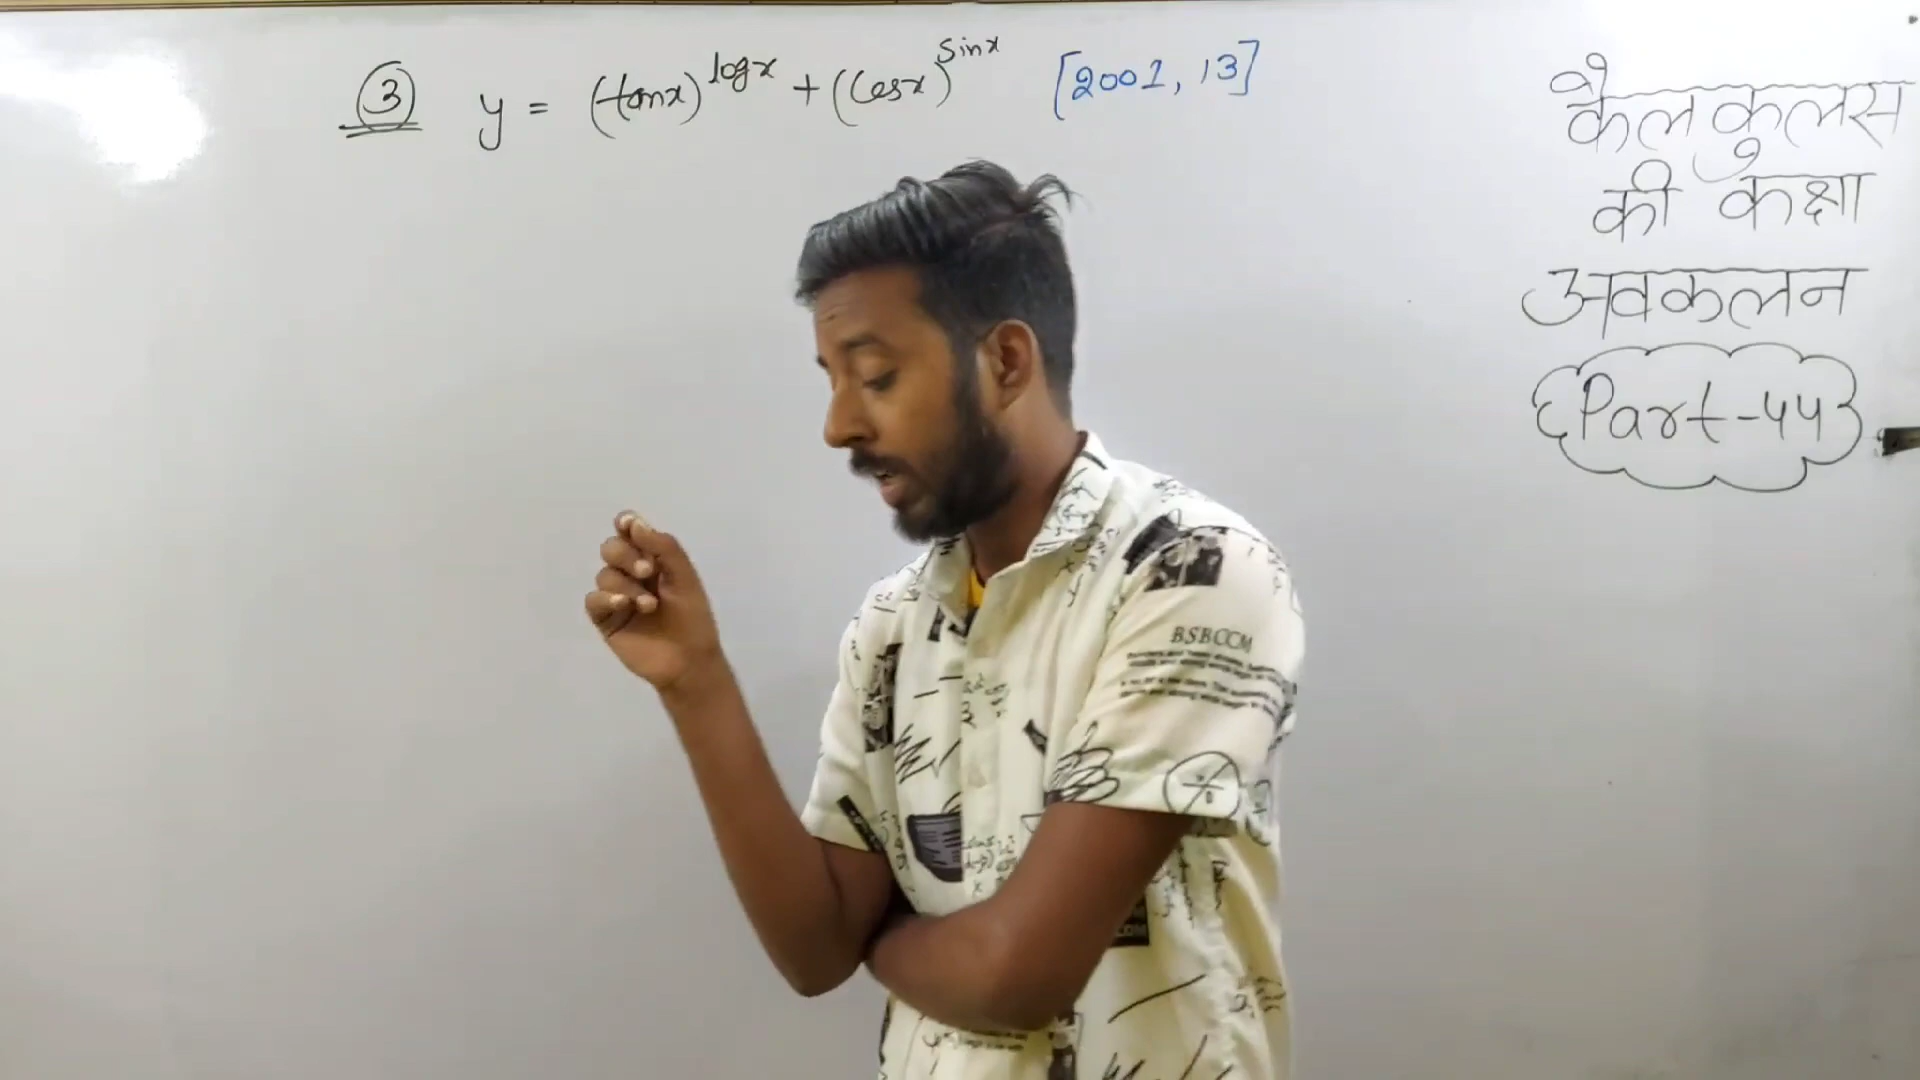 ③ y = (tanx)^logx + (Cosx)^Sinx [2001, 13]
कैलकुलस
की कक्षा
अवकलन
Part-44
BSBCCM